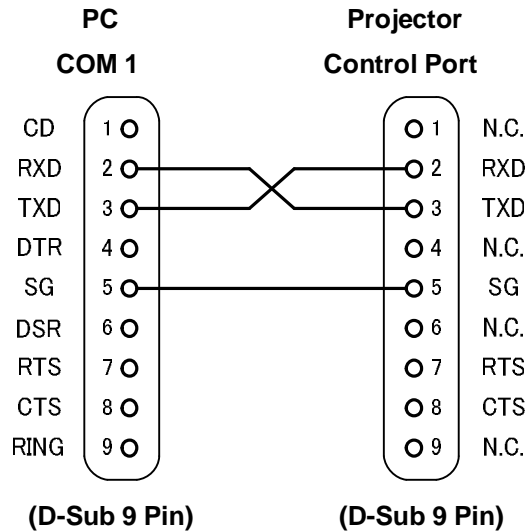 PC Projector
COM 1 Control Port
CD 1 1 N.C.
RXD 2 2 RXD
TXD 3 3 TXD
DTR 4 4 N.C.
SG 5 5 SG
DSR 6 6 N.C.
RTS 7 7 RTS
CTS 8 8 CTS
RING 9 9 N.C.
(D-Sub 9 Pin) (D-Sub 9 Pin)